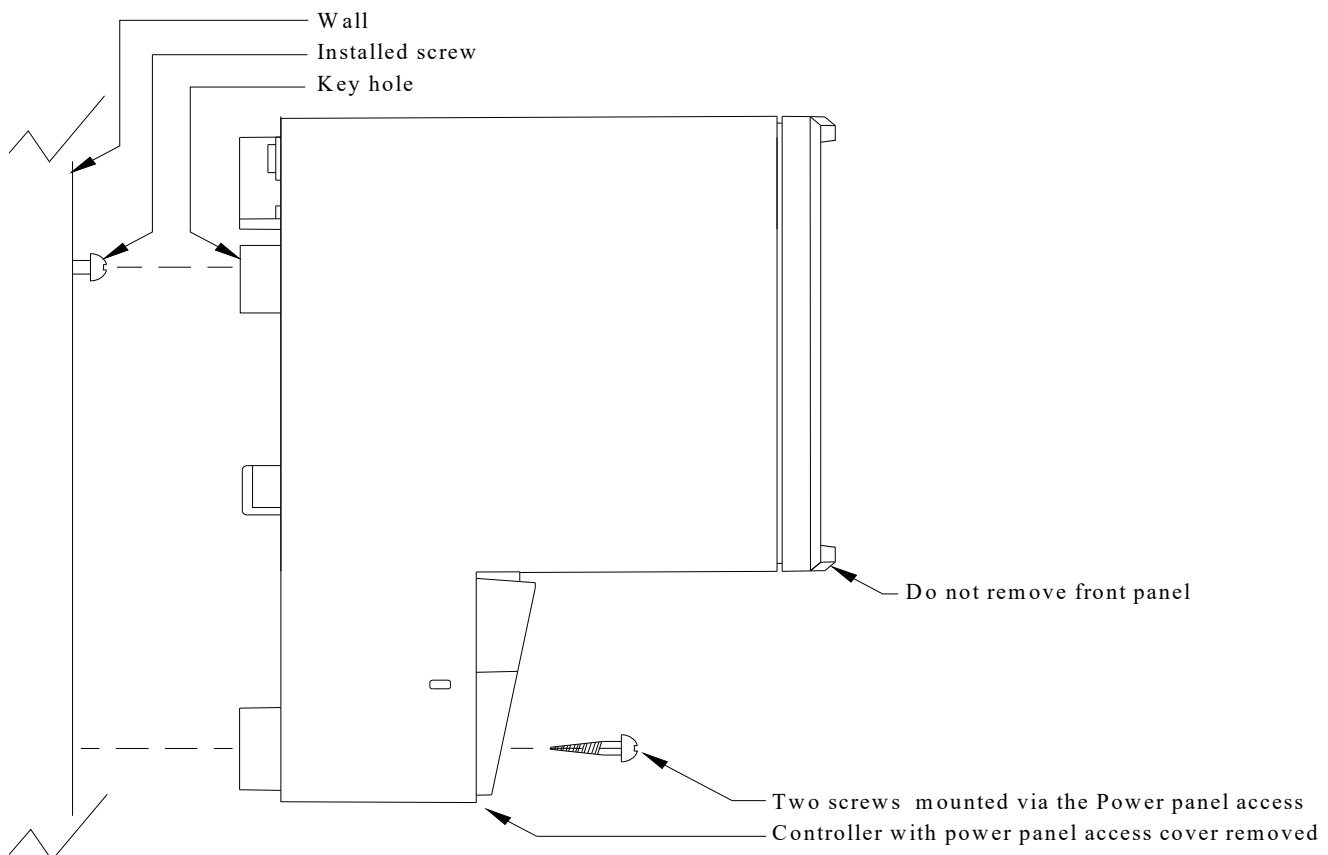 Wall
Installed screw
Key hole
Do not remove front panel
Two screws mounted via the Power panel access
Controller with power panel access cover removed